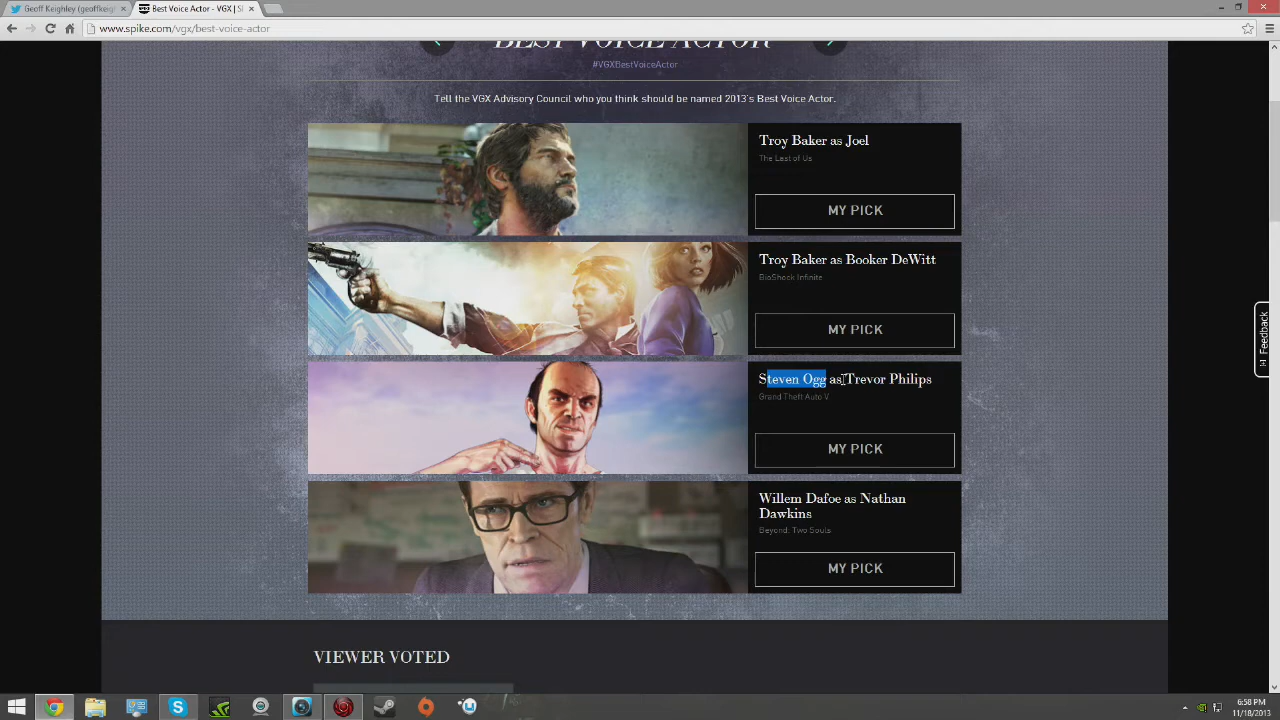 Geoff Keighley (geoffkeigh
Best Voice Actor - VGX | S
www.spike.com/vgx/best-voice-actor
BEST VOICE ACTOR
#VGXBestVoiceActor
Tell the VGX Advisory Council who you think should be named 2013's Best Voice Actor.
Troy Baker as Joel
The Last of Us
MY PICK
Troy Baker as Booker DeWitt
BioShock Infinite
MY PICK
Feedback
Steven Ogg as Trevor Philips
Grand Theft Auto V
MY PICK
Willem Dafoe as Nathan
Dawkins
Beyond: Two Souls
MY PICK
VIEWER VOTED
6:58 PM
11/18/2013